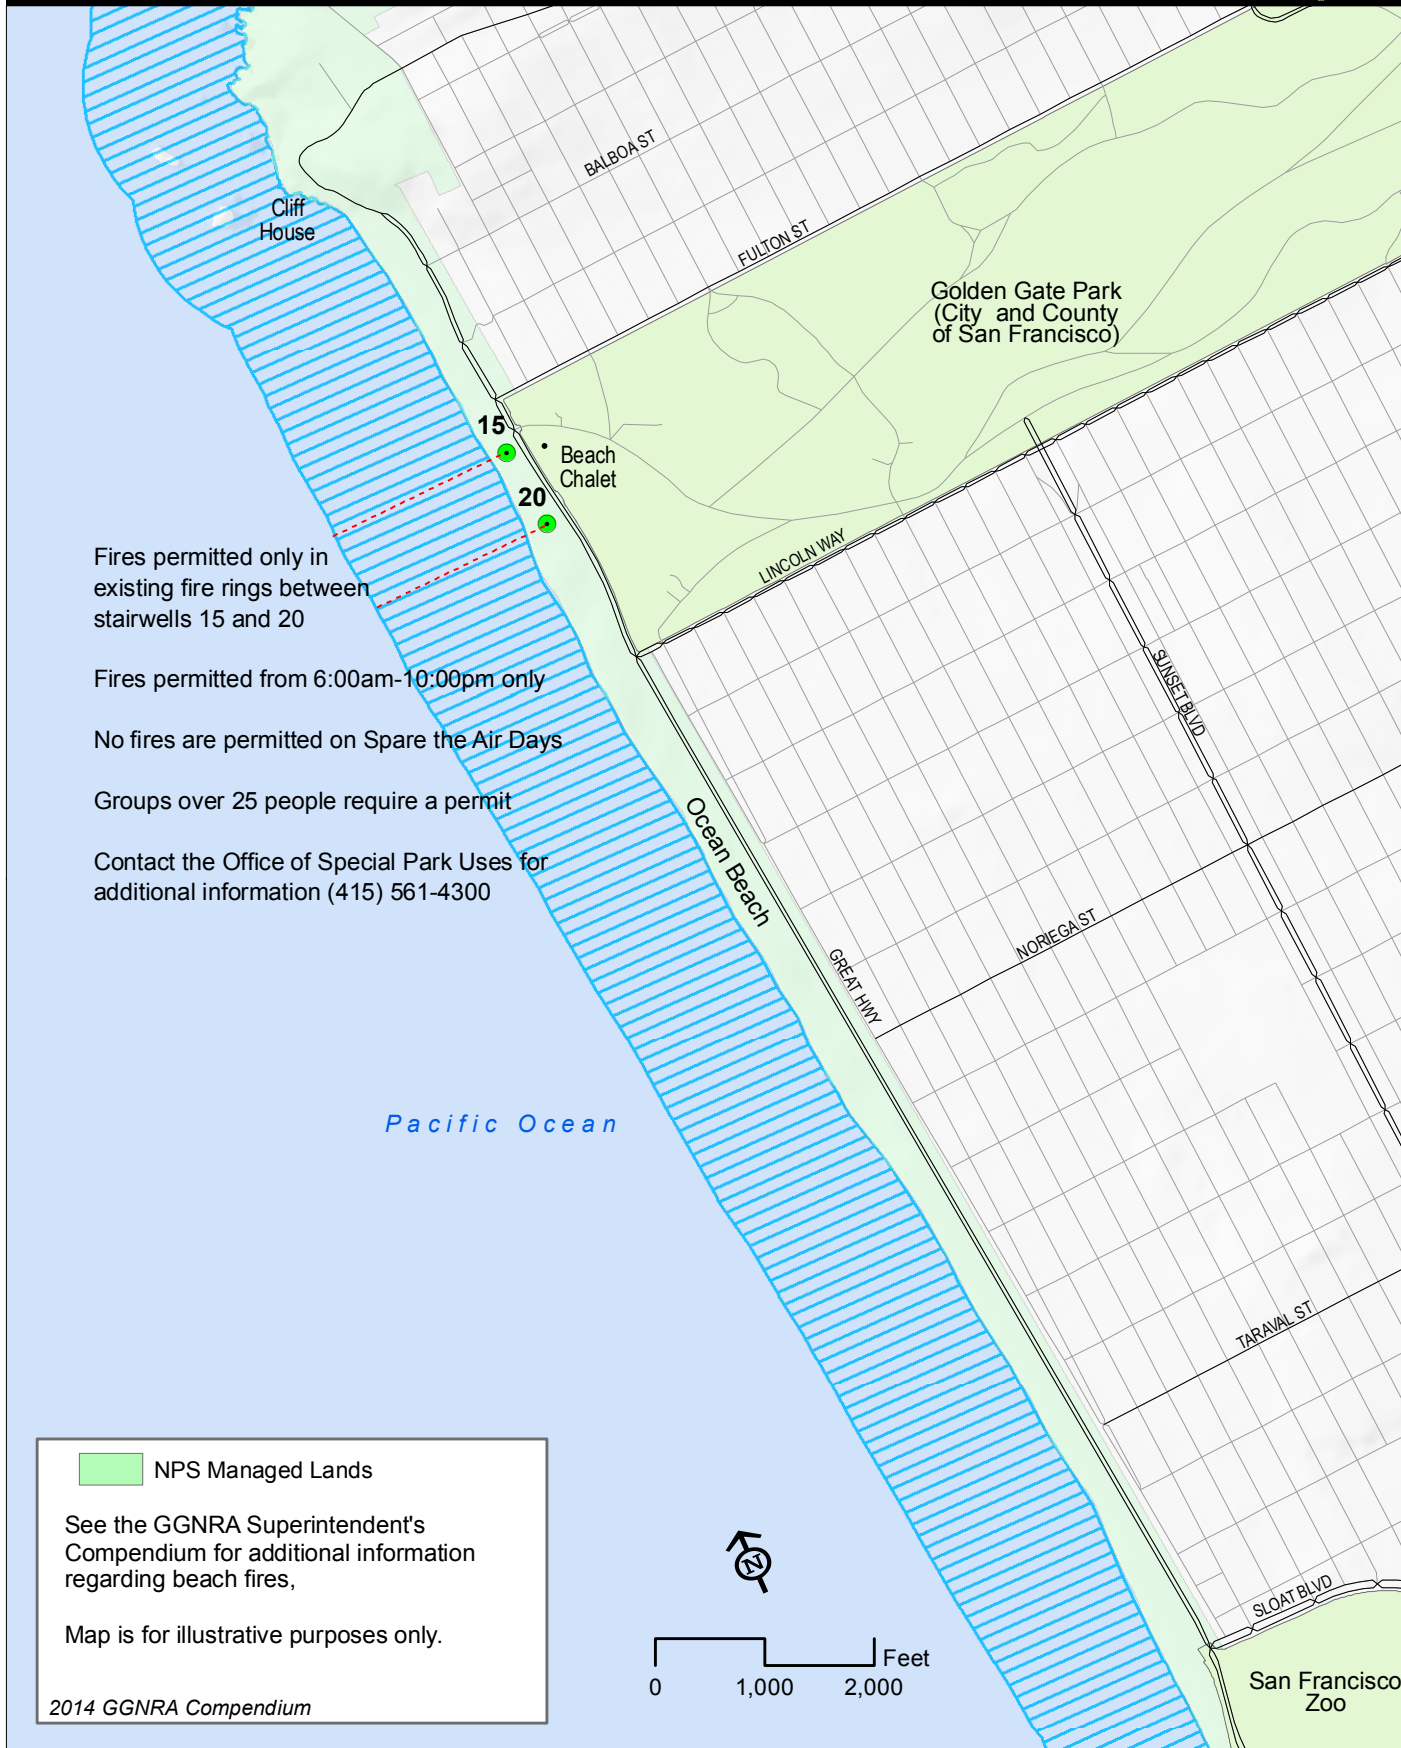 BALBOA ST
Cliff
House
FULTON ST
Golden Gate Park
(City and County
of San Francisco)
15
Beach
Chalet
20
LINCOLN WAY
Fires permitted only in
existing fire rings between
stairwells 15 and 20
Fires permitted from 6:00am-10:00pm only
No fires are permitted on Spare the Air Days
Groups over 25 people require a permit
Contact the Office of Special Park Uses for
additional information (415) 561-4300
SUNSET BLVD
Ocean Beach
GREAT HWY
NORIEGA ST
Pacific Ocean
TARAVAL ST
NPS Managed Lands
See the GGNRA Superintendent's
Compendium for additional information
regarding beach fires,
Map is for illustrative purposes only.
2014 GGNRA Compendium
N
Feet
0 1,000 2,000
SLOAT BLVD
San Francisco
Zoo